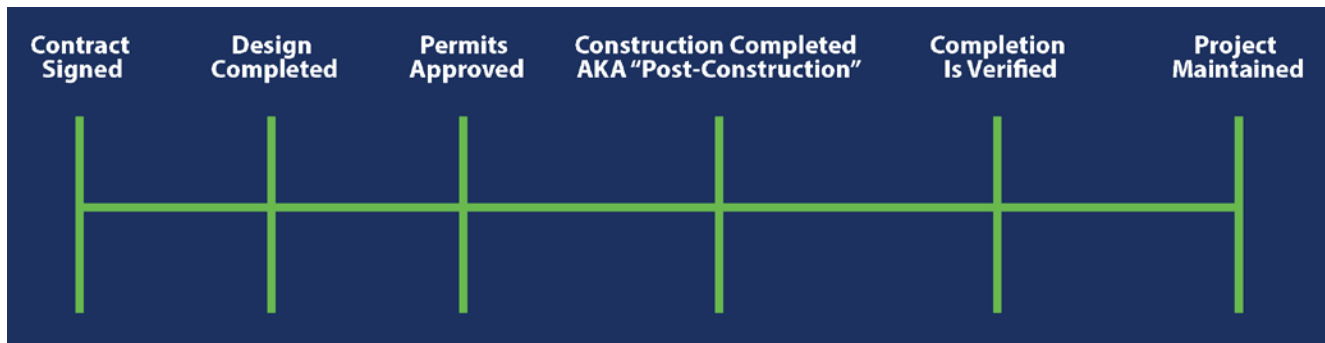 Contract
Signed
Design
Completed
Permits
Approved
Construction Completed
AKA “Post-Construction”
Completion
Is Verified
Project
Maintained